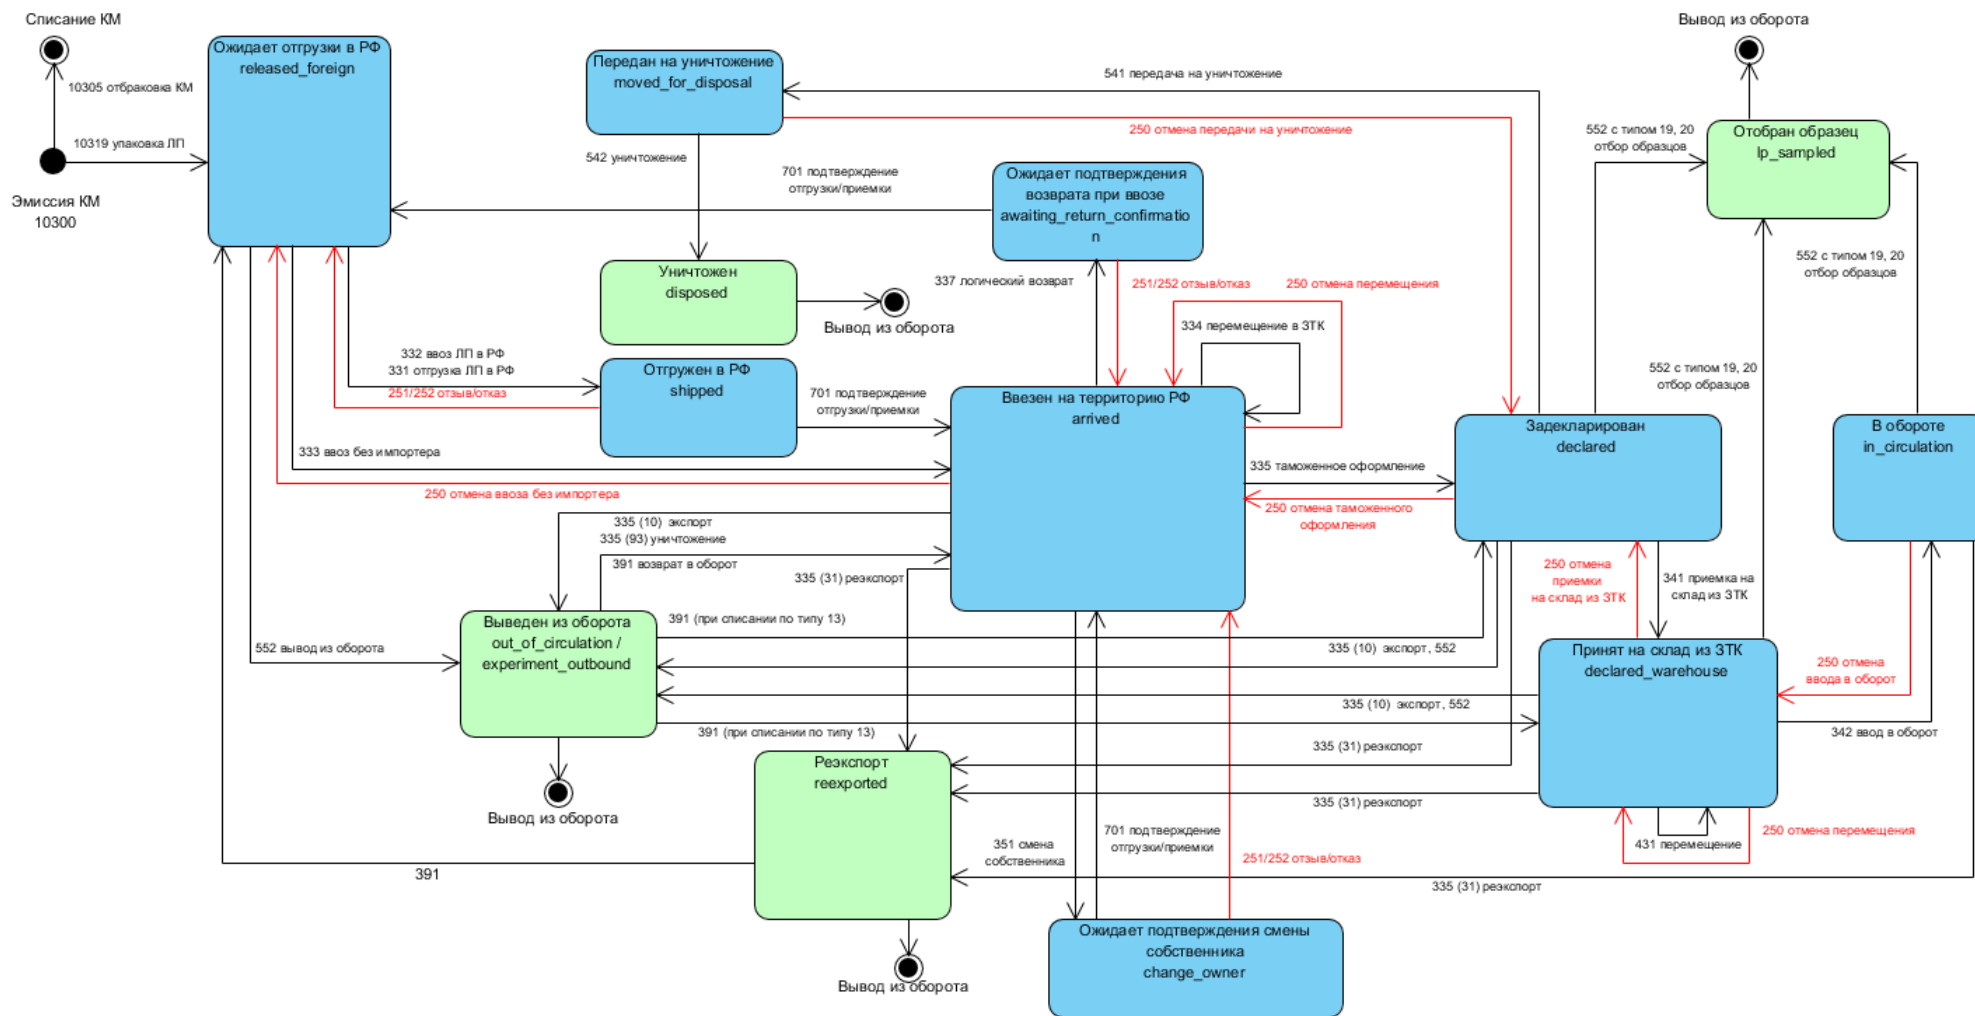 Списание КМ
10305 отбраковка КМ
10319 упаковка ЛП
Эмиссия КМ
10300
Ожидает отгрузки в РФ
released_foreign
Передан на уничтожение
moved_for_disposal
541 передача на уничтожение
250 отмена передачи на уничтожение
Вывод из оборота
552 с типом 19, 20
отбор образцов
Отобран образец
lp_sampled
542 уничтожение
701 подтверждение
отгрузки/приемки
Ожидает подтверждения
возврата при ввозе
awaiting_return_confirmatio
n
552 с типом 19, 20
отбор образцов
Уничтожен
disposed
Вывод из оборота
337 логический возврат
251/252 отзыв/отказ
250 отмена перемещения
334 перемещение в ЗТК
332 ввоз ЛП в РФ
331 отгрузка ЛП в РФ
251/252 отзыв/отказ
Отгружен в РФ
shipped
701 подтверждение
отгрузки/приемки
552 с типом 19, 20
отбор образцов
Ввезен на территорию РФ
arrived
Задекларирован
declared
В обороте
in_circulation
333 ввоз без импортера
250 отмена ввоза без импортера
335 таможенное оформление
250 отмена таможенного
оформления
335 (10)  экспорт
335 (93) уничтожение
391 возврат в оборот
335 (31) реэкспорт
250 отмена
приемки
на склад из ЗТК
341 приемка на
склад из ЗТК
Выведен из оборота
out_of_circulation /
experiment_outbound
391 (при списании по типу 13)
552 вывод из оборота
335 (10)  экспорт, 552
Принят на склад из ЗТК
declared_warehouse
250 отмена
ввода в оборот
335 (10)  экспорт, 552
391 (при списании по типу 13)
342 ввод в оборот
335 (31) реэкспорт
Реэкспорт
reexported
335 (31) реэкспорт
Вывод из оборота
351 смена
собственника
701 подтверждение
отгрузки/приемки
251/252 отзыв/отказ
431 перемещение
250 отмена перемещения
391
335 (31) реэкспорт
Ожидает подтверждения смены
собственника
change_owner
Вывод из оборота